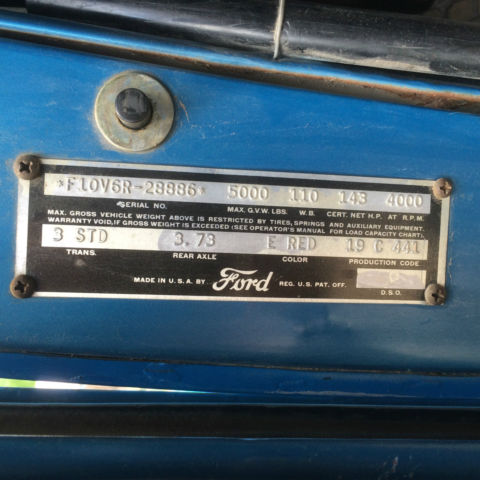 *F10V6R-28886* 5000 110 143 4000
SERIAL NO. MAX. G.V.W. LBS. W.B. CERT. NET H.P. AT R.P.M.
MAX. GROSS VEHICLE WEIGHT ABOVE IS RESTRICTED BY TIRES, SPRINGS AND AUXILIARY EQUIPMENT.
WARRANTY VOID, IF GROSS WEIGHT IS EXCEEDED (SEE OPERATOR'S MANUAL FOR LOAD CAPACITY CHART).
3 STD 3.73 E RED 19 C 441
TRANS. REAR AXLE COLOR PRODUCTION CODE
MADE IN U.S.A. BY Ford REG. U.S. PAT. OFF.
D.S.O.